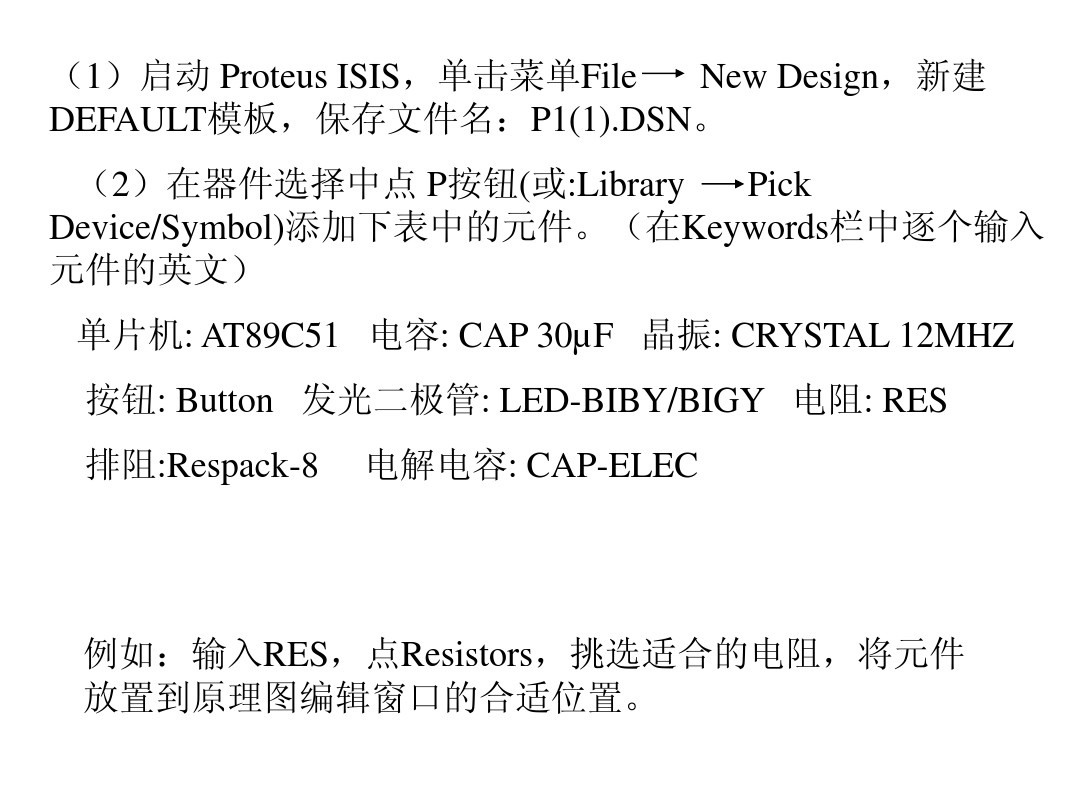 （1）启动 Proteus ISIS，单击菜单File→ New Design，新建
DEFAULT模板，保存文件名：P1(1).DSN。
（2）在器件选择中点 P按钮(或:Library →Pick
Device/Symbol)添加下表中的元件。（在Keywords栏中逐个输入
元件的英文）
单片机: AT89C51 电容: CAP 30μF 晶振: CRYSTAL 12MHZ
按钮: Button 发光二极管: LED-BIBY/BIGY 电阻: RES
排阻:Respack-8 电解电容: CAP-ELEC
例如：输入RES，点Resistors，挑选适合的电阻，将元件
放置到原理图编辑窗口的合适位置。